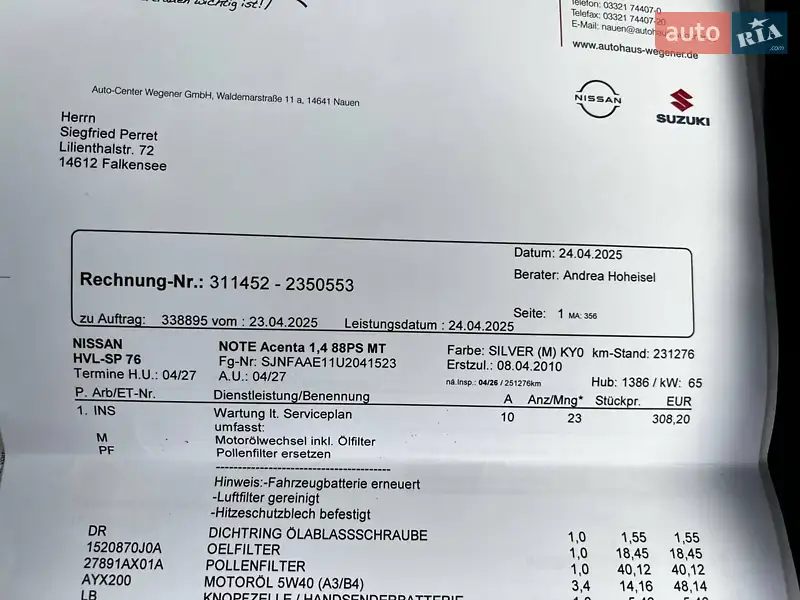 wichtig ist!)
Telefon: 03321 74407-0
Telefax: 03321 74407-20
E-Mail: nauen@autoh
www.autohaus-wegener.de
auto RIA .com
Auto-Center Wegener GmbH, Waldemarstraße 11 a, 14641 Nauen
NISSAN
SUZUKI
Herrn
Siegfried Perret
Lilienthalstr. 72
14612 Falkensee
Datum: 24.04.2025
Rechnung-Nr.: 311452 - 2350553
Berater: Andrea Hoheisel
Seite: 1 MA: 356
zu Auftrag: 338895 vom : 23.04.2025 Leistungsdatum : 24.04.2025
NISSAN NOTE Acenta 1,4 88PS MT Farbe: SILVER (M) KY0 km-Stand: 231276
HVL-SP 76 Fg-Nr: SJNFAAE11U2041523 Erstzul.: 08.04.2010
Termine H.U.: 04/27 A.U.: 04/27 nä.Insp.: 04/26 / 251276km Hub: 1386 / kW: 65
P. Arb/ET-Nr. Dienstleistung/Benennung A Anz/Mng* Stückpr. EUR
1. INS Wartung lt. Serviceplan 10 23 308,20
umfasst:
M Motorölwechsel inkl. Ölfilter
PF Pollenfilter ersetzen
----------------------------------------
Hinweis:-Fahrzeugbatterie erneuert
-Luftfilter gereinigt
-Hitzeschutzblech befestigt
DR DICHTRING ÖLABLASSSCHRAUBE 1,0 1,55 1,55
1520870J0A OELFILTER 1,0 18,45 18,45
27891AX01A POLLENFILTER 1,0 40,12 40,12
AYX200 MOTORÖL 5W40 (A3/B4) 3,4 14,16 48,14
LB KNOPFZELLE / HANDSENDERBATTERIE